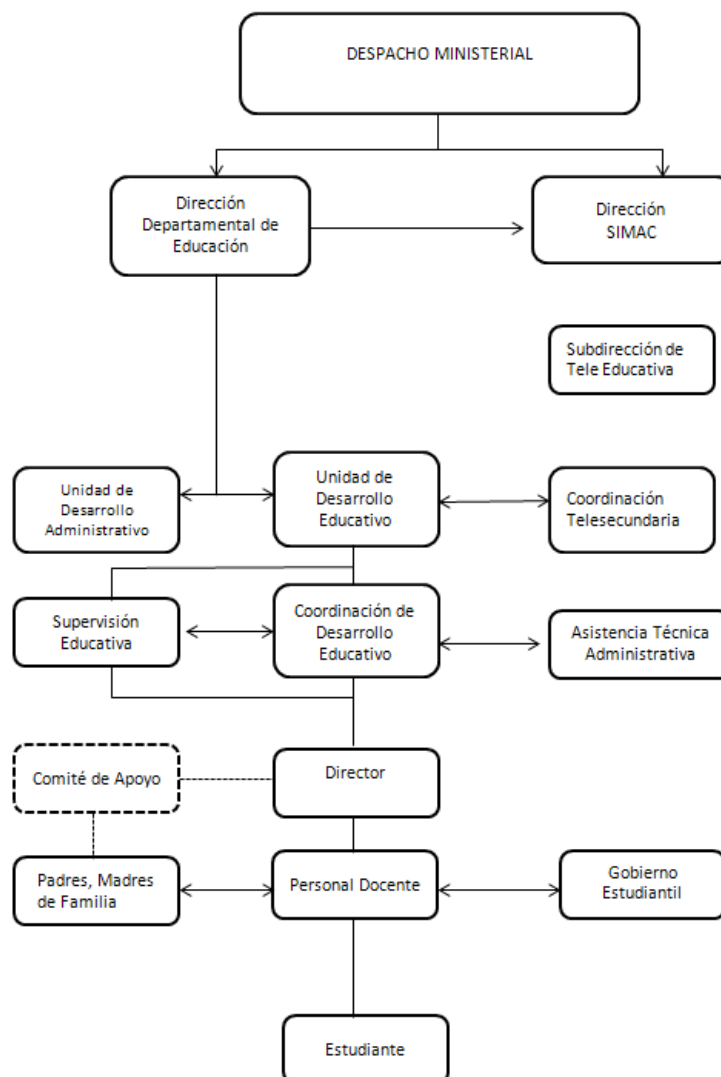 DESPACHO MINISTERIAL
Dirección
Departamental de
Educación
Dirección
SIMAC
Subdirección de
Tele Educativa
Unidad de
Desarrollo
Administrativo
Unidad de
Desarrollo
Educativo
Coordinación
Telesecundaria
Supervisión
Educativa
Coordinación de
Desarrollo
Educativo
Asistencia Técnica
Administrativa
Comité de Apoyo
Director
Padres, Madres
de Familia
Personal Docente
Gobierno
Estudiantil
Estudiante